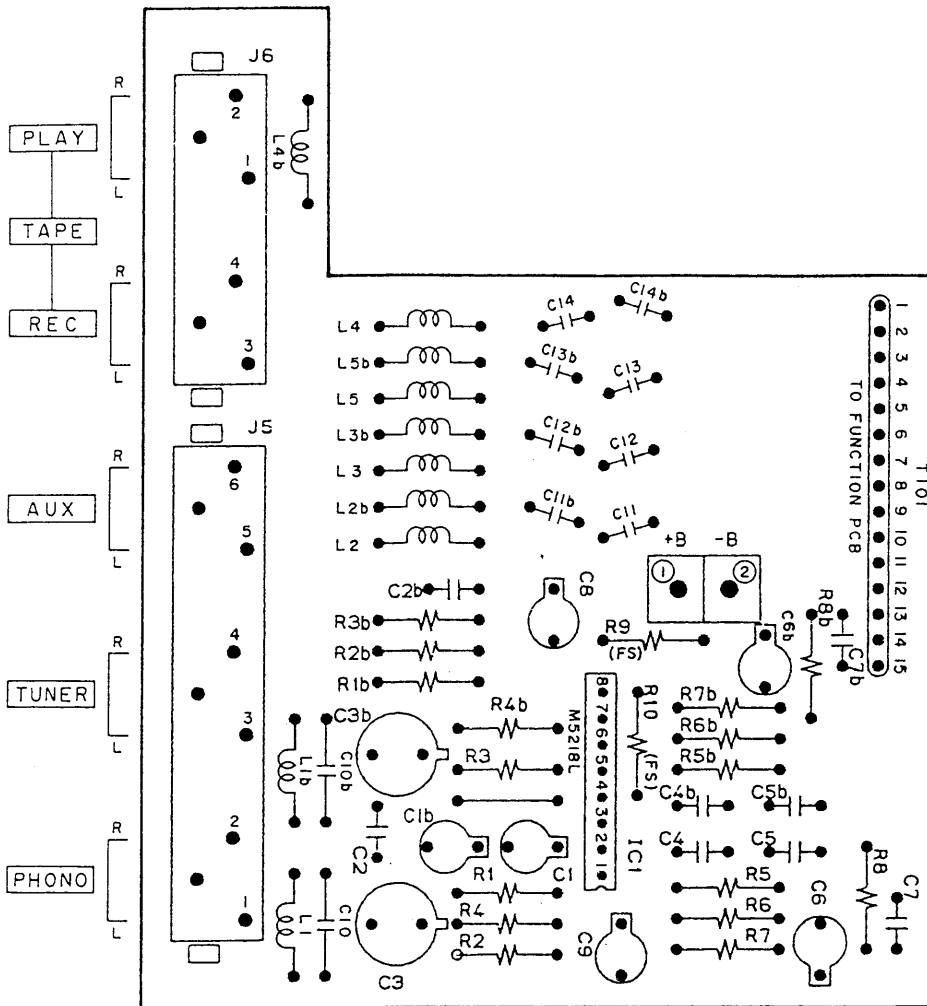 J6
R
2
PLAY
L4b
1
L
TAPE
R
4
REC
3
L
C14
C14b
L4
C13b
C13
L5b
L5
L3b
C12b
C12
L3
L2b
C11b
C11
L2
1
2
3
4
5
6
7
8
9
10
11
12
13
14
15
TO FUNCTION PCB
T101
J5
R
6
AUX
5
L
+B -B
1 2
C2b
C8
R3b
R9
(FS)
C6b
R8b
C7b
R2b
R1b
R
4
TUNER
3
L
C3b
R4b
M5218L
8
7
6
5
4
3
2
1
R10
(FS)
R7b
R6b
R5b
R3
L1b
C10b
C4b
C5b
C1b
C2
C1
IC1
C4
C5
R
2
PHONO
1
L
R8
C7
R1
R5
C6
L1
C10
R4
R6
R2
R7
C3
C9